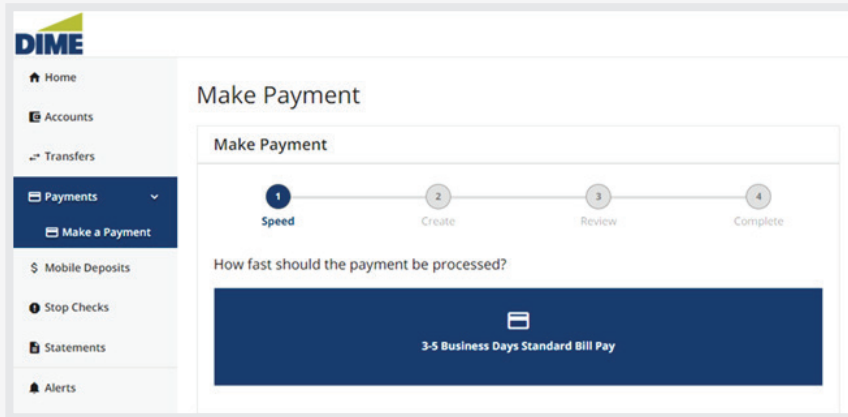 DIME
Home
Accounts
Transfers
Payments
Make a Payment
Mobile Deposits
Stop Checks
Statements
Alerts
Make Payment
Make Payment
1 2 3 4
Speed Create Review Complete
How fast should the payment be processed?
3-5 Business Days Standard Bill Pay